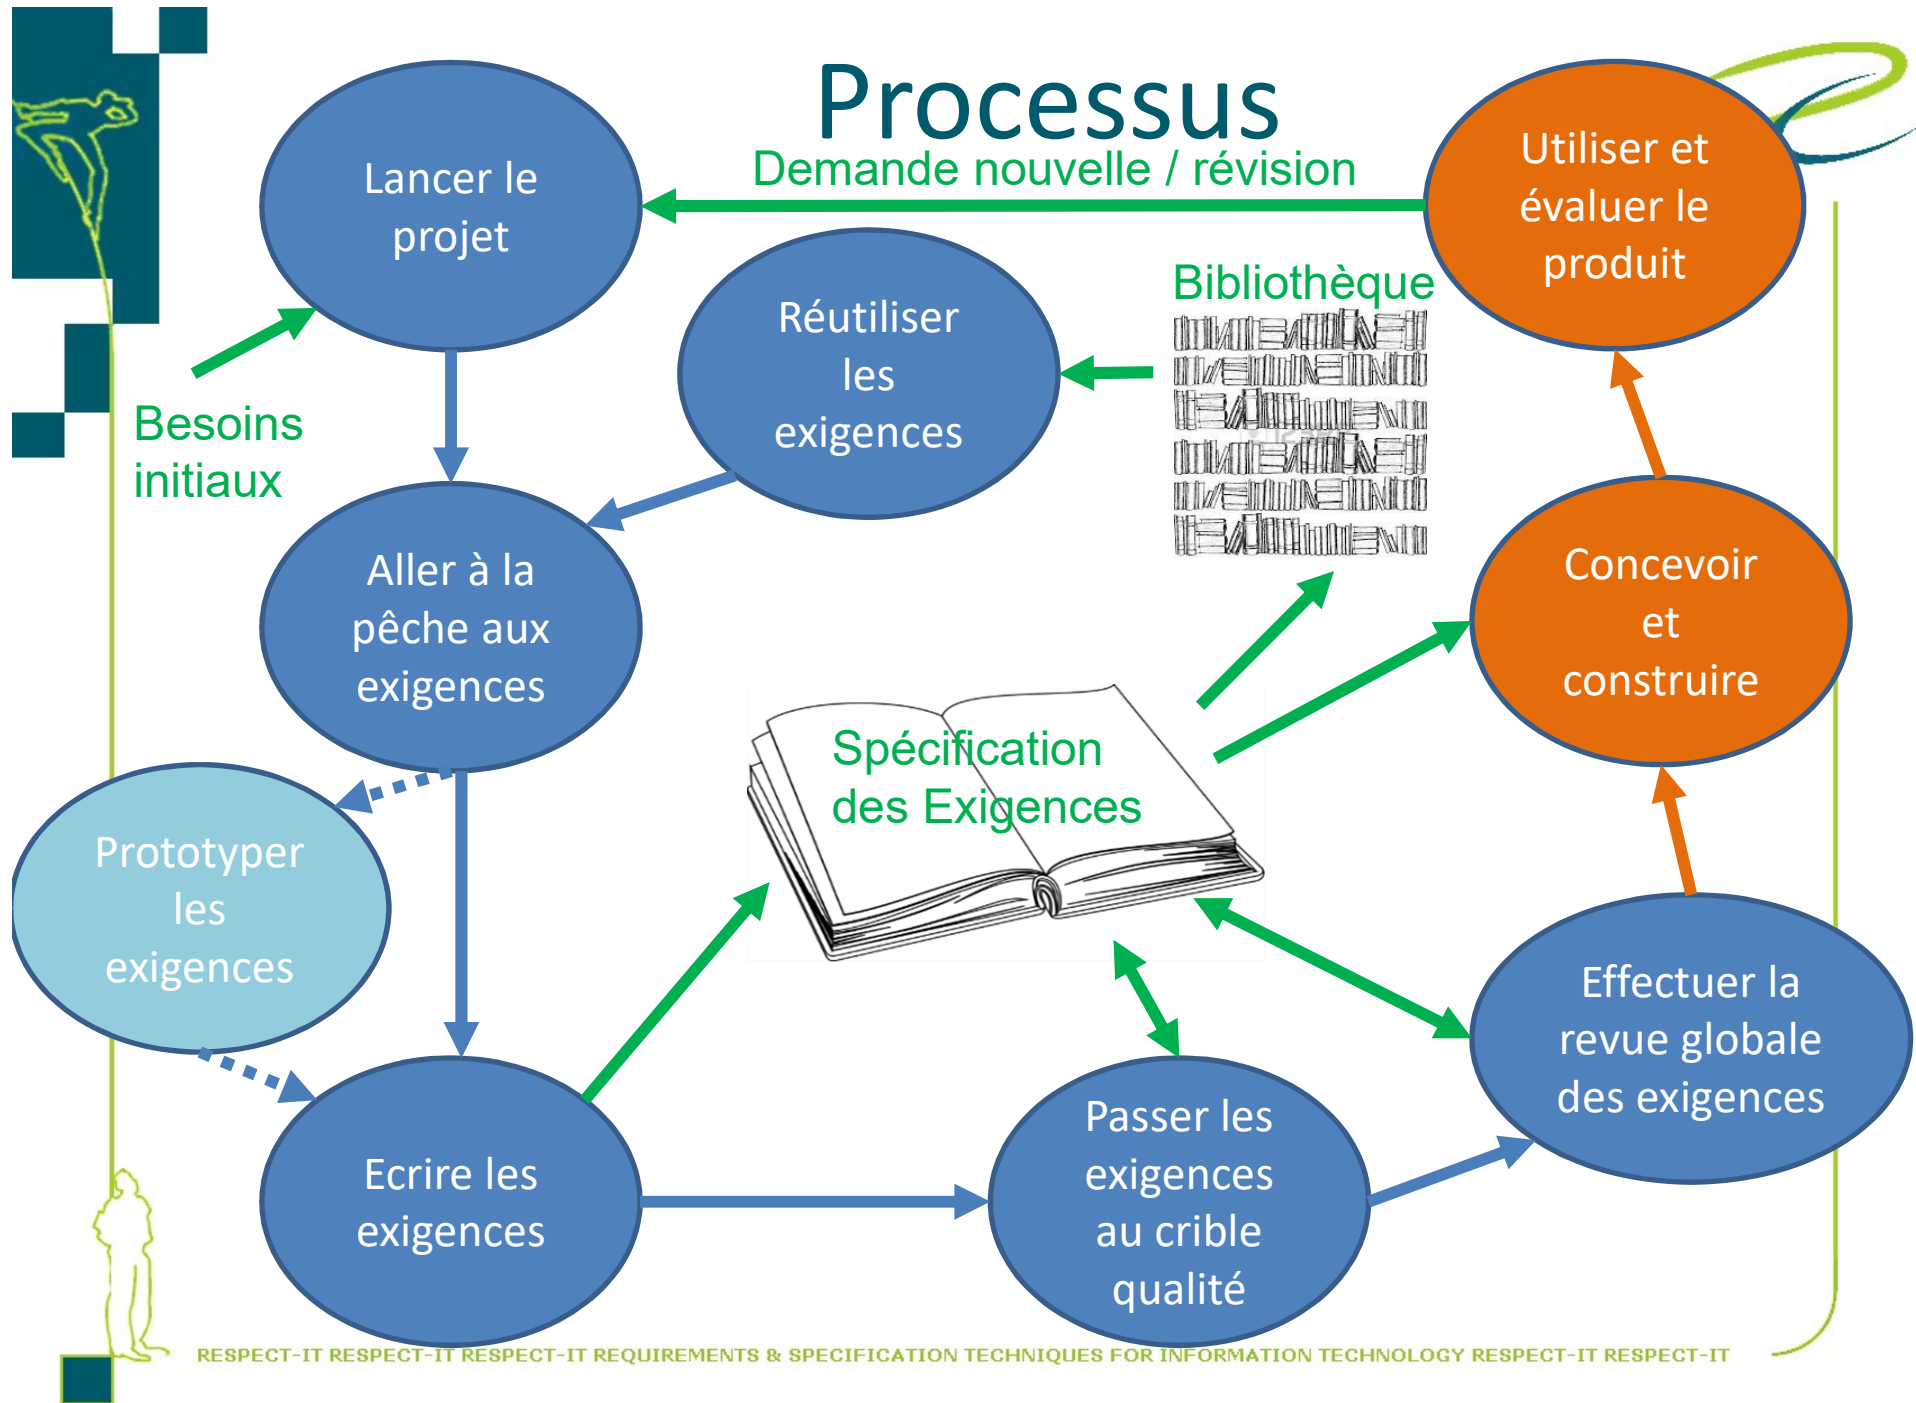 Processus
Demande nouvelle / révision
Lancer le
projet
Utiliser et
évaluer le
produit
Réutiliser
les
exigences
Bibliothèque
Besoins
initiaux
Aller à la
pêche aux
exigences
Concevoir
et
construire
Spécification
des Exigences
Prototyper
les
exigences
Effectuer la
revue globale
des exigences
Ecrire les
exigences
Passer les
exigences
au crible
qualité
RESPECT-IT RESPECT-IT RESPECT-IT REQUIREMENTS & SPECIFICATION TECHNIQUES FOR INFORMATION TECHNOLOGY RESPECT-IT RESPECT-IT